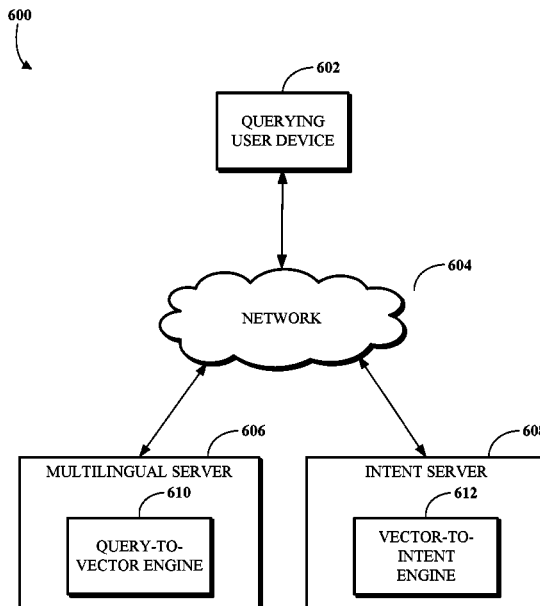 600
602
QUERYING
USER DEVICE
604
NETWORK
606
608
MULTILINGUAL SERVER
INTENT SERVER
610
612
QUERY-TO-
VECTOR ENGINE
VECTOR-TO-
INTENT
ENGINE